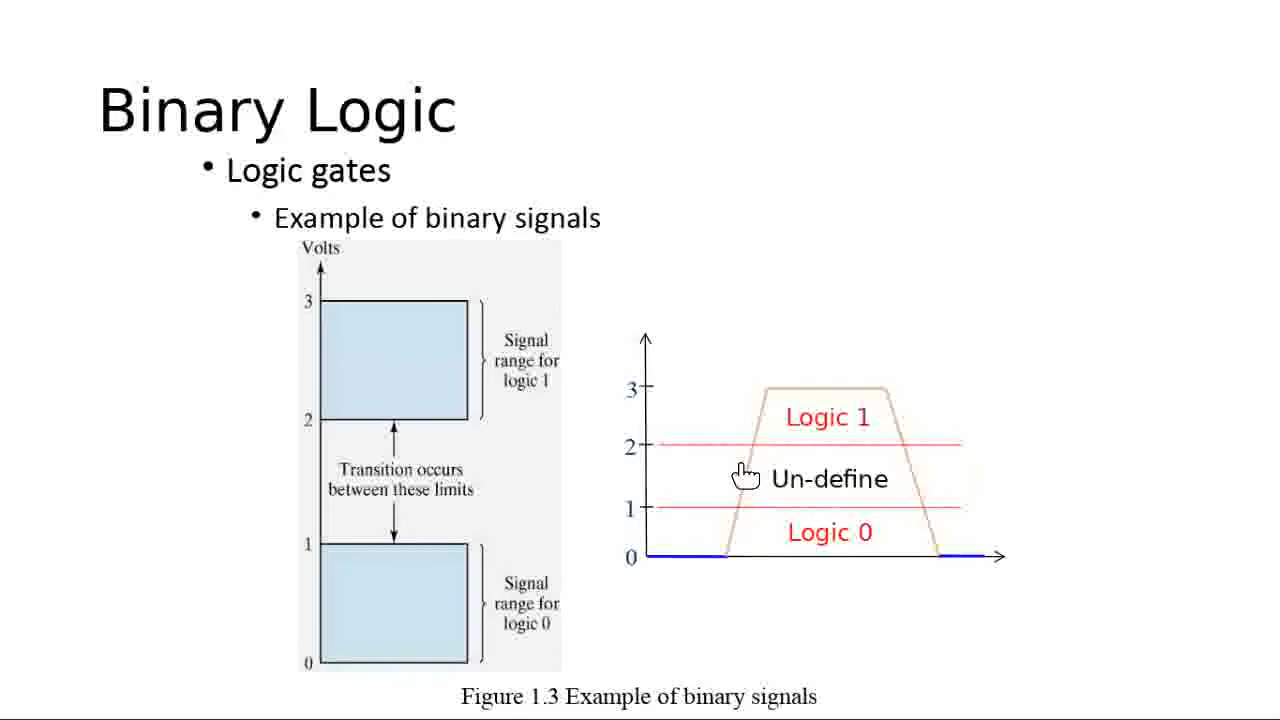 Binary Logic
• Logic gates
• Example of binary signals
Volts
3
Signal
range for
logic 1
2
Transition occurs
between these limits
1
Signal
range for
logic 0
0
3
Logic 1
2
Un-define
1
Logic 0
0
Figure 1.3 Example of binary signals